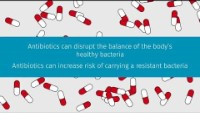 Antibiotics can disrupt the balance of the body's
healthy bacteria
Antibiotics can increase risk of carrying a resistant bacteria